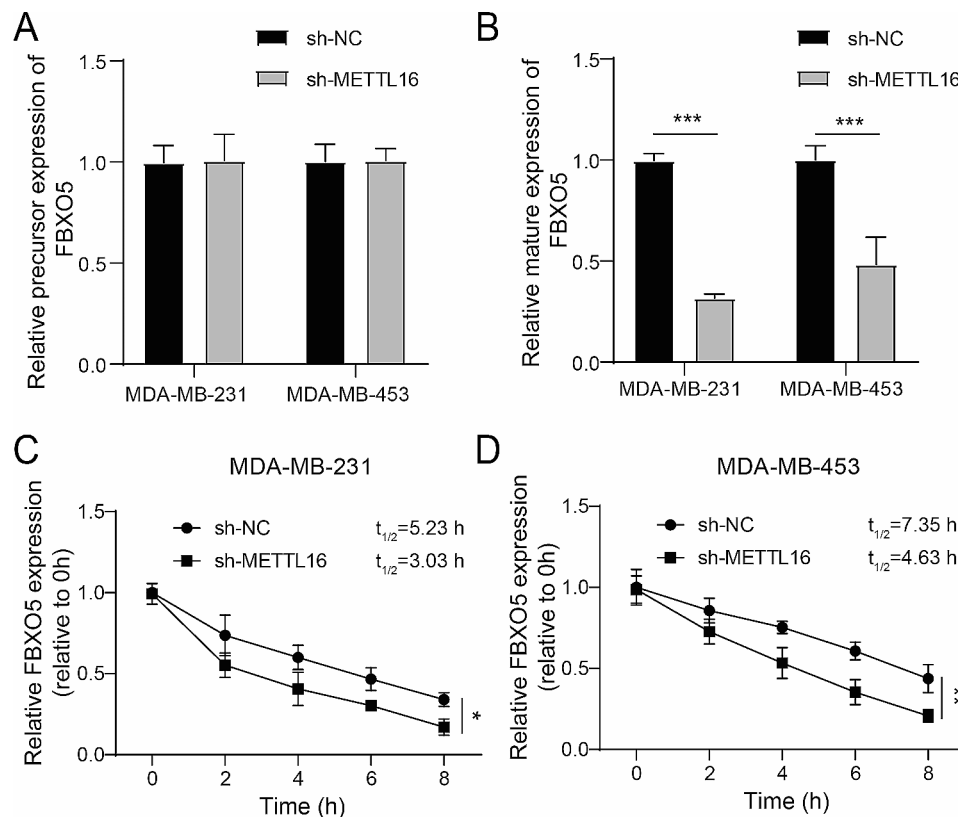 A
sh-NC
sh-METTL16
Relative precursor expression of
FBXO5
1.5
1.0
0.5
0.0
MDA-MB-231
MDA-MB-453
B
sh-NC
sh-METTL16
Relative mature expression of
FBXO5
1.5
1.0
0.5
0.0
***
***
MDA-MB-231
MDA-MB-453
C
MDA-MB-231
Relative FBXO5 expression
(relative to 0h)
1.5
1.0
0.5
0.0
sh-NC t1/2=5.23 h
sh-METTL16 t1/2=3.03 h
*
0 2 4 6 8
Time (h)
D
MDA-MB-453
Relative FBXO5 expression
(relative to 0h)
1.5
1.0
0.5
0.0
sh-NC t1/2=7.35 h
sh-METTL16 t1/2=4.63 h
0 2 4 6 8
Time (h)